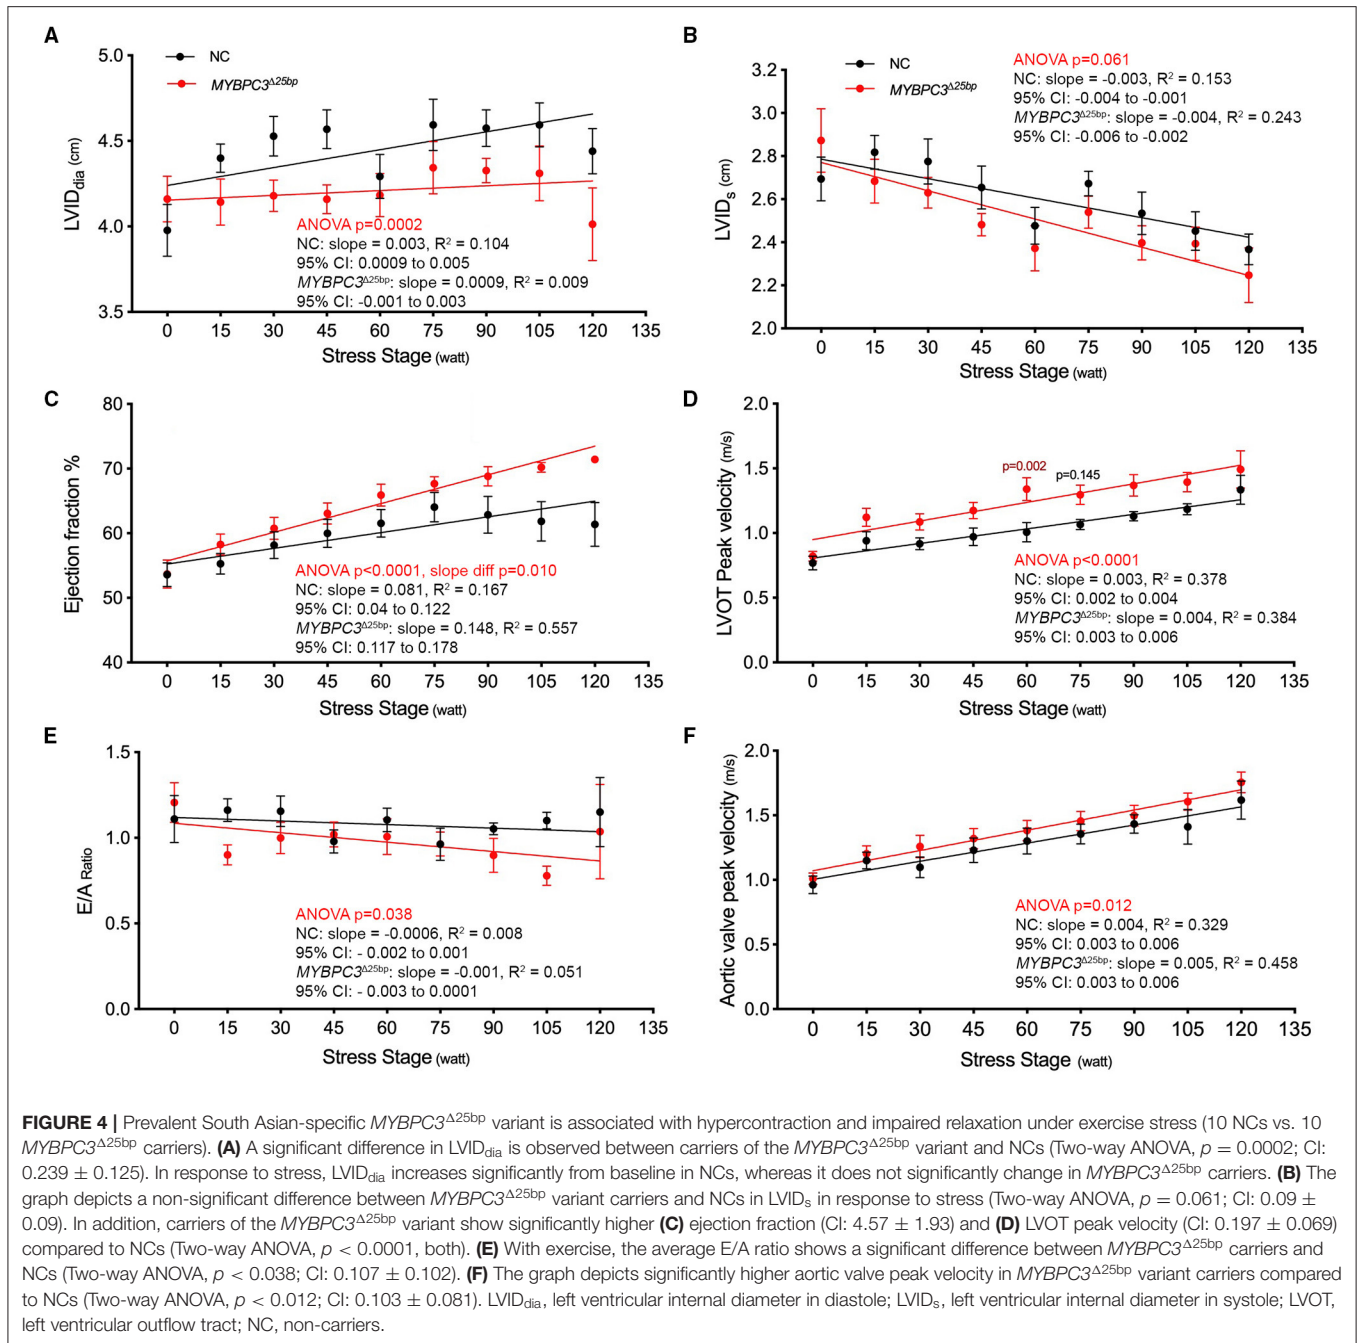 A
NC
MYBPC3Δ25bp
5.0
4.5
4.0
3.5
LVIDdia (cm)
ANOVA p=0.0002
NC: slope = 0.003, R2 = 0.104
95% CI: 0.0009 to 0.005
MYBPC3Δ25bp: slope = 0.0009, R2 = 0.009
95% CI: -0.001 to 0.003
0 15 30 45 60 75 90 105 120 135
Stress Stage (watt)
B
NC
MYBPC3Δ25bp
ANOVA p=0.061
NC: slope = -0.003, R2 = 0.153
95% CI: -0.004 to -0.001
MYBPC3Δ25bp: slope = -0.004, R2 = 0.243
95% CI: -0.006 to -0.002
3.2
3.0
2.8
2.6
2.4
2.2
2.0
LVIDs (cm)
0 15 30 45 60 75 90 105 120 135
Stress Stage (watt)
C
80
70
60
50
40
Ejection fraction %
ANOVA p<0.0001, slope diff p=0.010
NC: slope = 0.081, R2 = 0.167
95% CI: 0.04 to 0.122
MYBPC3Δ25bp: slope = 0.148, R2 = 0.557
95% CI: 0.117 to 0.178
0 15 30 45 60 75 90 105 120 135
Stress Stage (watt)
D
2.0
1.5
1.0
0.5
0.0
LVOT Peak velocity (m/s)
p=0.002
p=0.145
ANOVA p<0.0001
NC: slope = 0.003, R2 = 0.378
95% CI: 0.002 to 0.004
MYBPC3Δ25bp: slope = 0.004, R2 = 0.384
95% CI: 0.003 to 0.006
0 15 30 45 60 75 90 105 120 135
Stress Stage (watt)
E
1.5
1.0
0.5
0.0
E/A Ratio
ANOVA p=0.038
NC: slope = -0.0006, R2 = 0.008
95% CI: - 0.002 to 0.001
MYBPC3Δ25bp: slope = -0.001, R2 = 0.051
95% CI: - 0.003 to 0.0001
0 15 30 45 60 75 90 105 120 135
Stress Stage (watt)
F
2.0
1.5
1.0
0.5
0.0
Aortic valve peak velocity (m/s)
ANOVA p=0.012
NC: slope = 0.004, R2 = 0.329
95% CI: 0.003 to 0.006
MYBPC3Δ25bp: slope = 0.005, R2 = 0.458
95% CI: 0.003 to 0.006
0 15 30 45 60 75 90 105 120 135
Stress Stage (watt)
FIGURE 4 | Prevalent South Asian-specific MYBPC3Δ25bp variant is associated with hypercontraction and impaired relaxation under exercise stress (10 NCs vs. 10
MYBPC3Δ25bp carriers). (A) A significant difference in LVIDdia is observed between carriers of the MYBPC3Δ25bp variant and NCs (Two-way ANOVA, p = 0.0002; CI:
0.239 ± 0.125). In response to stress, LVIDdia increases significantly from baseline in NCs, whereas it does not significantly change in MYBPC3Δ25bp carriers. (B) The
graph depicts a non-significant difference between MYBPC3Δ25bp variant carriers and NCs in LVIDs in response to stress (Two-way ANOVA, p = 0.061; CI: 0.09 ±
0.09). In addition, carriers of the MYBPC3Δ25bp variant show significantly higher (C) ejection fraction (CI: 4.57 ± 1.93) and (D) LVOT peak velocity (CI: 0.197 ± 0.069)
compared to NCs (Two-way ANOVA, p < 0.0001, both). (E) With exercise, the average E/A ratio shows a significant difference between MYBPC3Δ25bp carriers and
NCs (Two-way ANOVA, p < 0.038; CI: 0.107 ± 0.102). (F) The graph depicts significantly higher aortic valve peak velocity in MYBPC3Δ25bp variant carriers compared
to NCs (Two-way ANOVA, p < 0.012; CI: 0.103 ± 0.081). LVIDdia, left ventricular internal diameter in diastole; LVIDs, left ventricular internal diameter in systole; LVOT,
left ventricular outflow tract; NC, non-carriers.